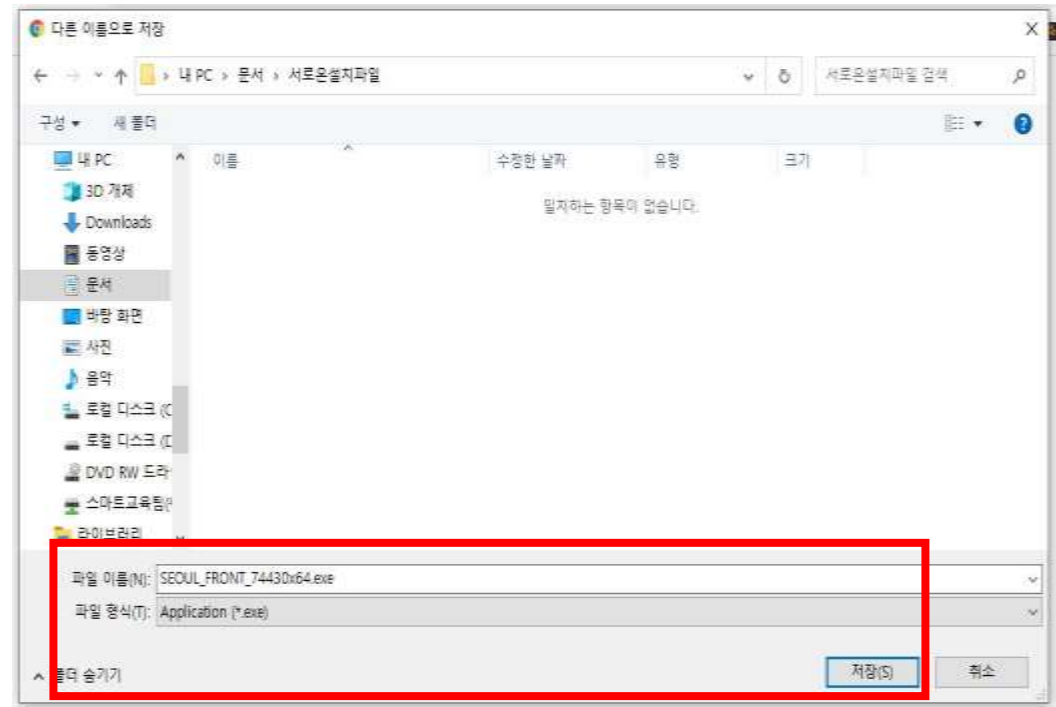 다른 이름으로 저장
내 PC › 문서 › 서로온설치파일
서로온설치파일 검색
구성
새 폴더
이름 수정한 날짜 유형 크기
일치하는 항목이 없습니다.
내 PC
3D 개체
Downloads
동영상
문서
바탕 화면
사진
음악
로컬 디스크 (C
로컬 디스크 (D
DVD RW 드라
스마트교육팀(
라이브러리
파일 이름(N): SEOUL_FRONT_74430x64.exe
파일 형식(T): Application (*.exe)
폴더 숨기기
저장(S) 취소